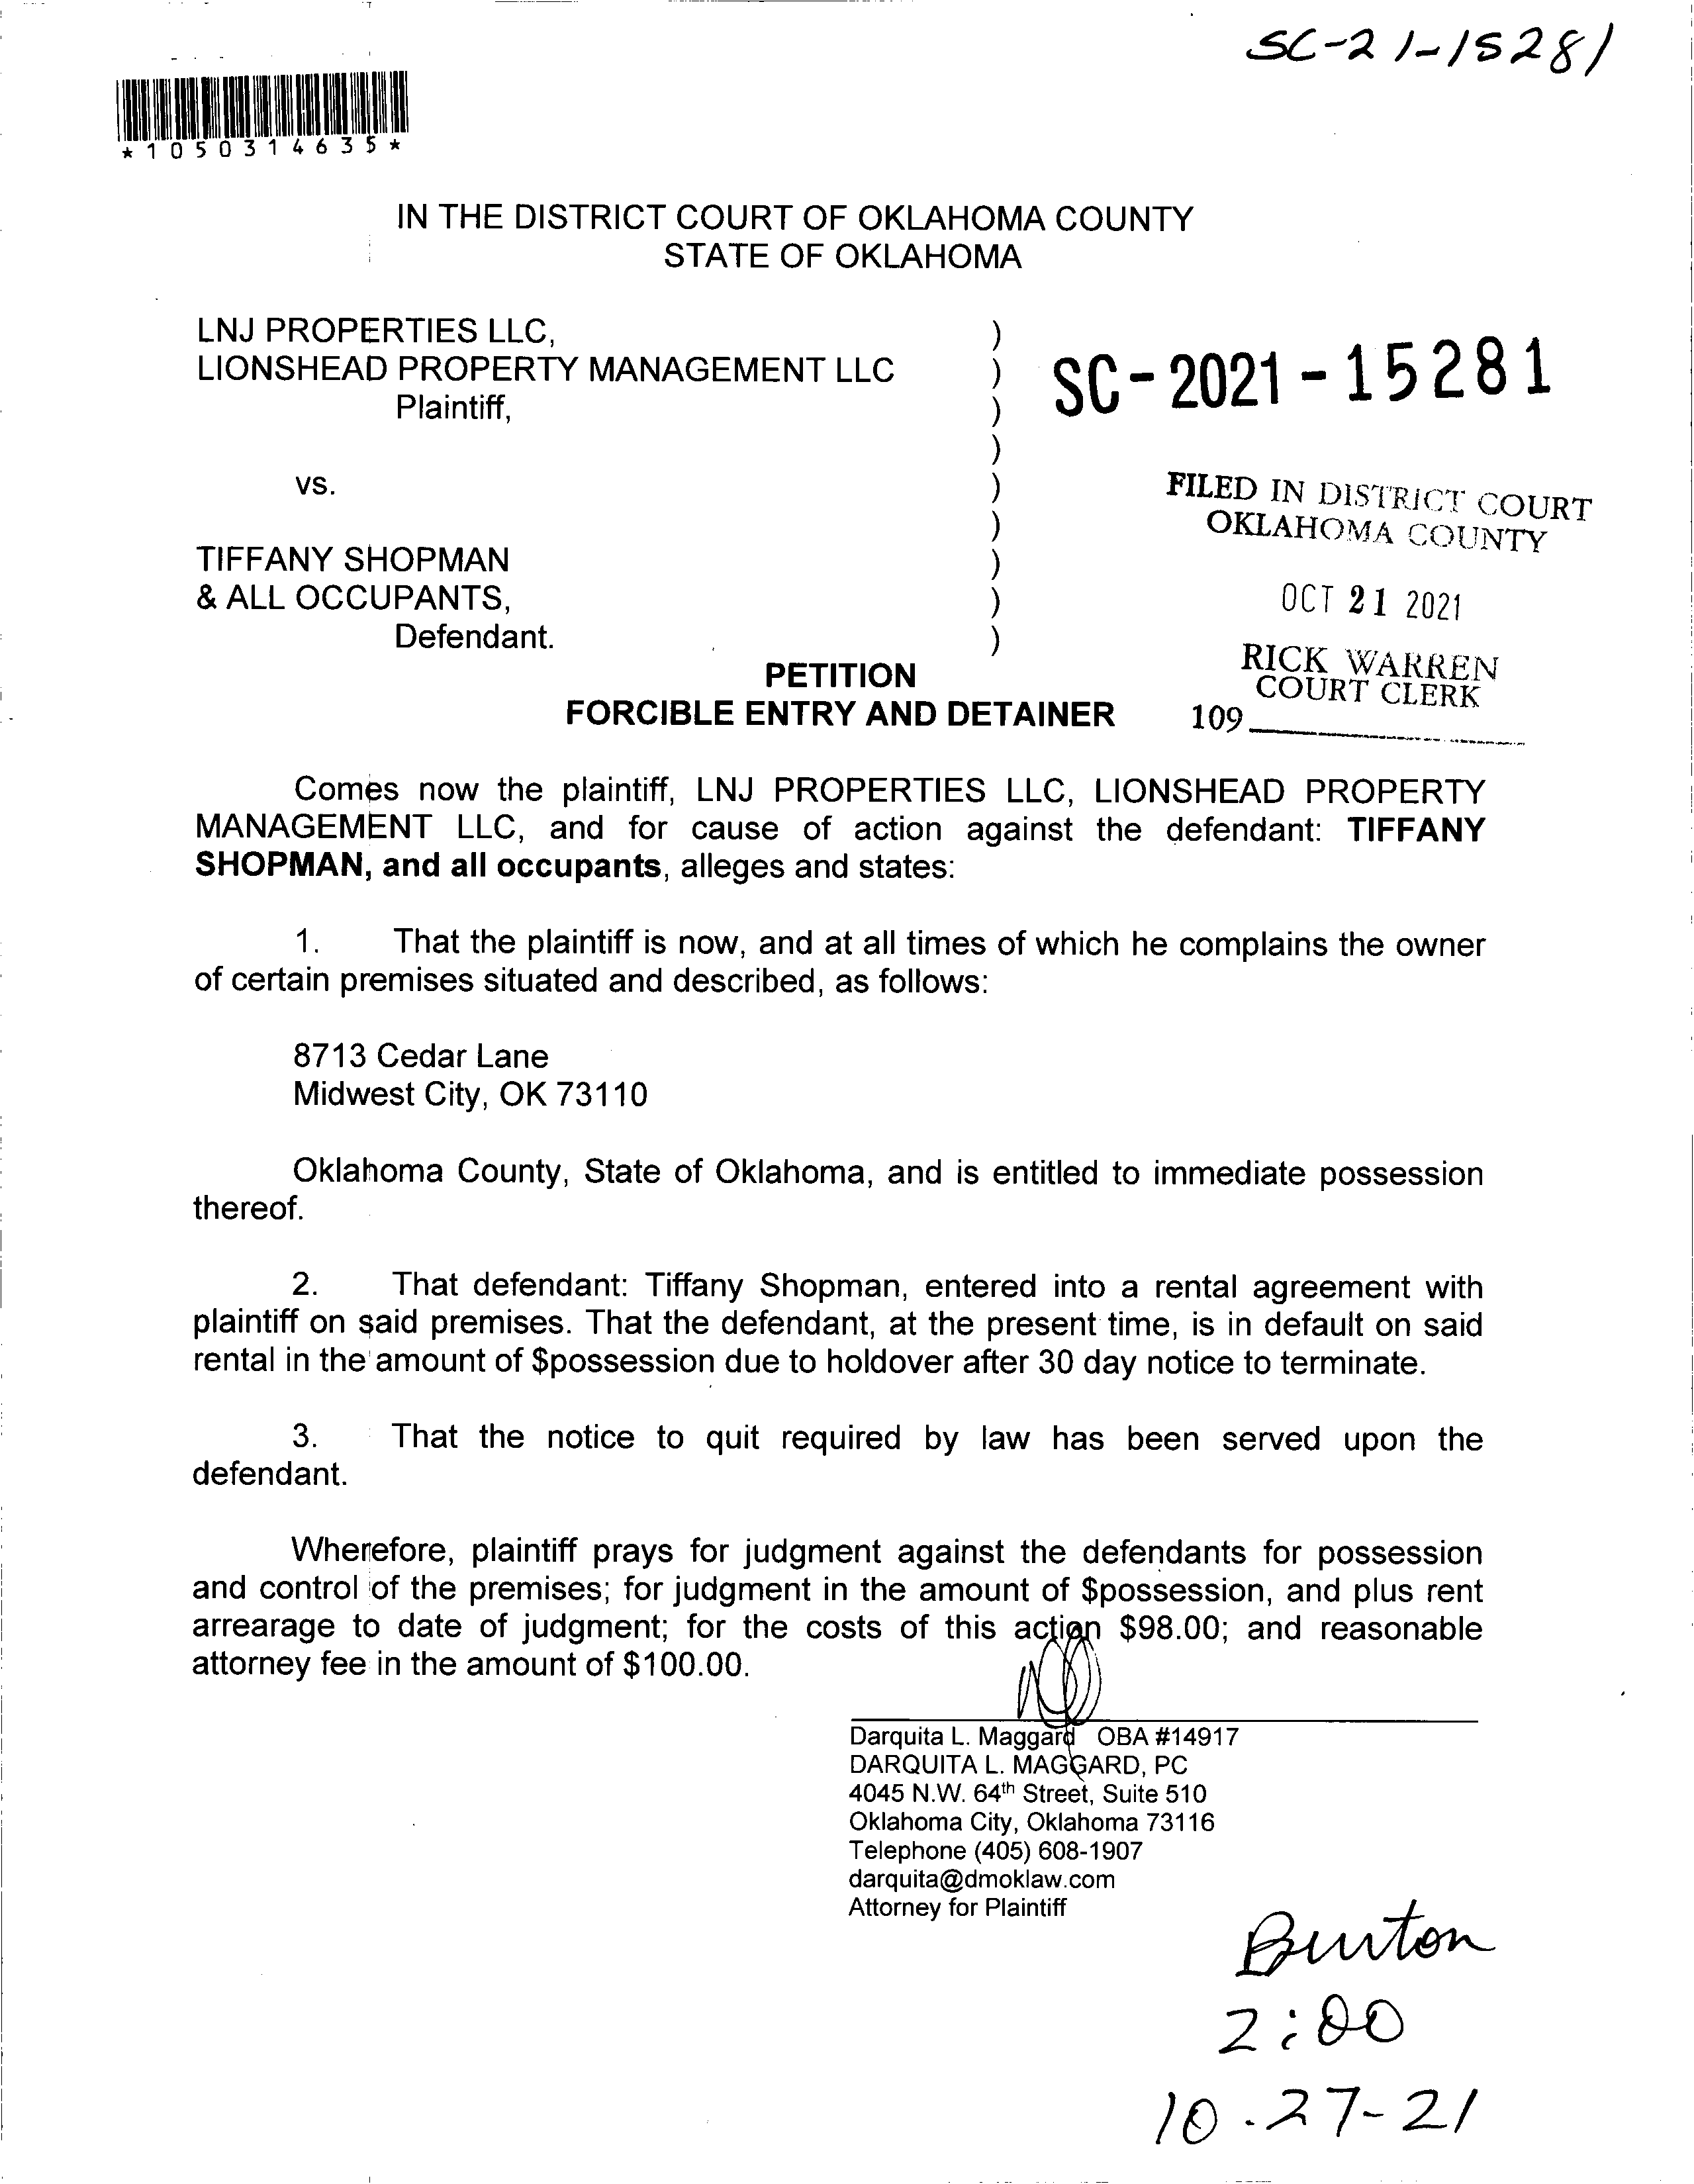 SC-21-15281
*1050314635*
IN THE DISTRICT COURT OF OKLAHOMA COUNTY
STATE OF OKLAHOMA
LNJ PROPERTIES LLC, )
LIONSHEAD PROPERTY MANAGEMENT LLC )
Plaintiff, )
)
vs. )
)
TIFFANY SHOPMAN )
& ALL OCCUPANTS, )
Defendant. )
SC-2021-15281
FILED IN DISTRICT COURT
OKLAHOMA COUNTY
OCT 21 2021
RICK WARREN
COURT CLERK
109
PETITION
FORCIBLE ENTRY AND DETAINER
Comes now the plaintiff, LNJ PROPERTIES LLC, LIONSHEAD PROPERTY
MANAGEMENT LLC, and for cause of action against the defendant: TIFFANY
SHOPMAN, and all occupants, alleges and states:
1. That the plaintiff is now, and at all times of which he complains the owner
of certain premises situated and described, as follows:
8713 Cedar Lane
Midwest City, OK 73110
Oklahoma County, State of Oklahoma, and is entitled to immediate possession
thereof.
2. That defendant: Tiffany Shopman, entered into a rental agreement with
plaintiff on said premises. That the defendant, at the present time, is in default on said
rental in the amount of $possession due to holdover after 30 day notice to terminate.
3. That the notice to quit required by law has been served upon the
defendant.
Wherefore, plaintiff prays for judgment against the defendants for possession
and control of the premises; for judgment in the amount of $possession, and plus rent
arrearage to date of judgment; for the costs of this action $98.00; and reasonable
attorney fee in the amount of $100.00.
Darquita L. Maggard OBA #14917
DARQUITA L. MAGGARD, PC
4045 N.W. 64th Street, Suite 510
Oklahoma City, Oklahoma 73116
Telephone (405) 608-1907
darquita@dmoklaw.com
Attorney for Plaintiff
Burton
2:00
10-27-21